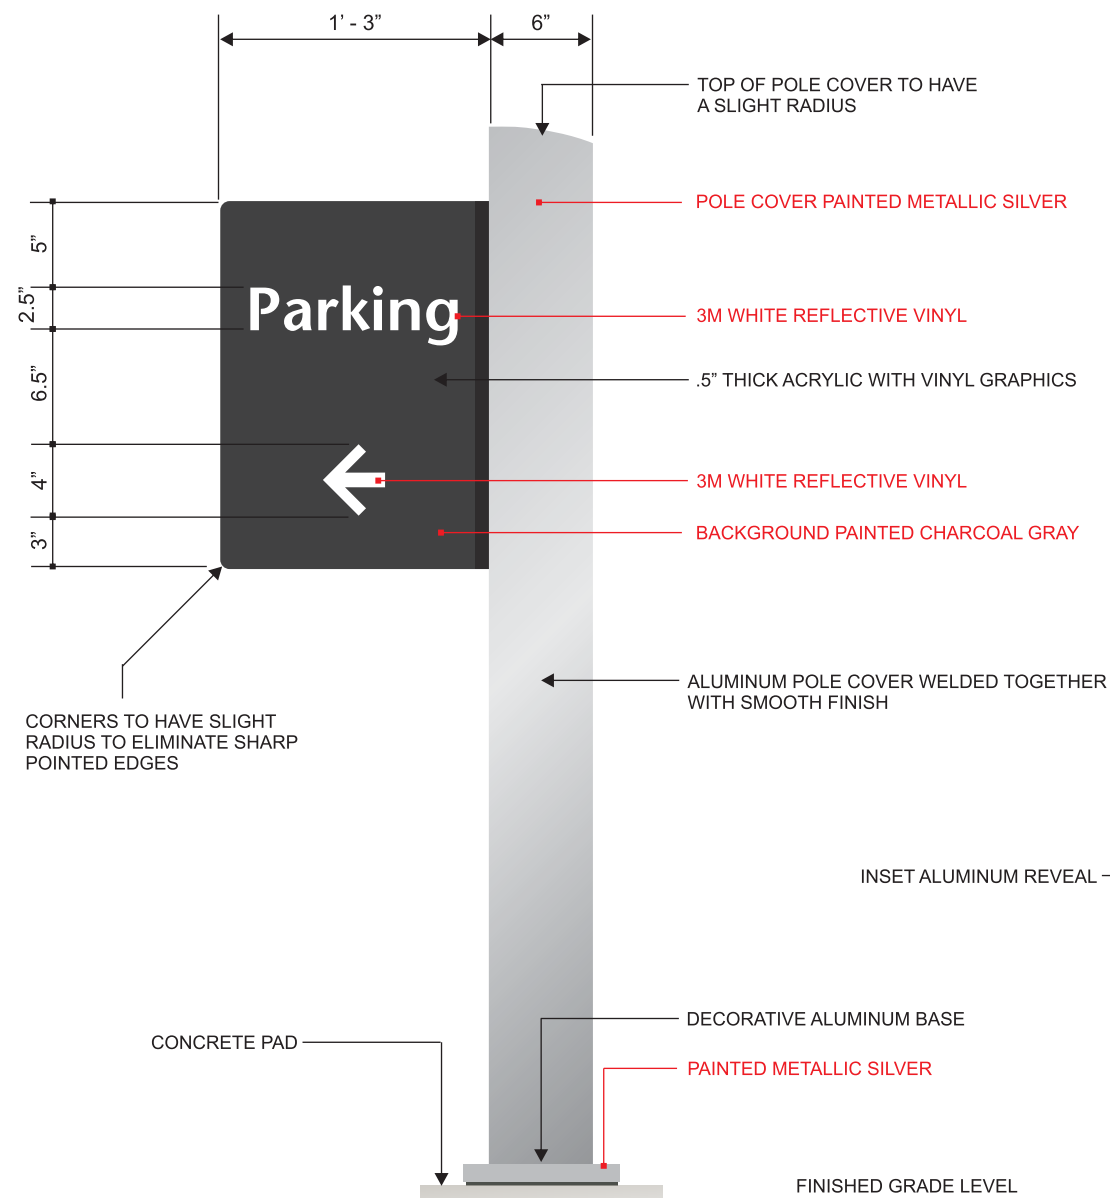 1’ - 3”
6”
TOP OF POLE COVER TO HAVE
A SLIGHT RADIUS
POLE COVER PAINTED METALLIC SILVER
5”
2.5”
Parking
3M WHITE REFLECTIVE VINYL
6.5”
.5” THICK ACRYLIC WITH VINYL GRAPHICS
4”
3M WHITE REFLECTIVE VINYL
3”
BACKGROUND PAINTED CHARCOAL GRAY
ALUMINUM POLE COVER WELDED TOGETHER
WITH SMOOTH FINISH
CORNERS TO HAVE SLIGHT
RADIUS TO ELIMINATE SHARP
POINTED EDGES
INSET ALUMINUM REVEAL
DECORATIVE ALUMINUM BASE
CONCRETE PAD
PAINTED METALLIC SILVER
FINISHED GRADE LEVEL